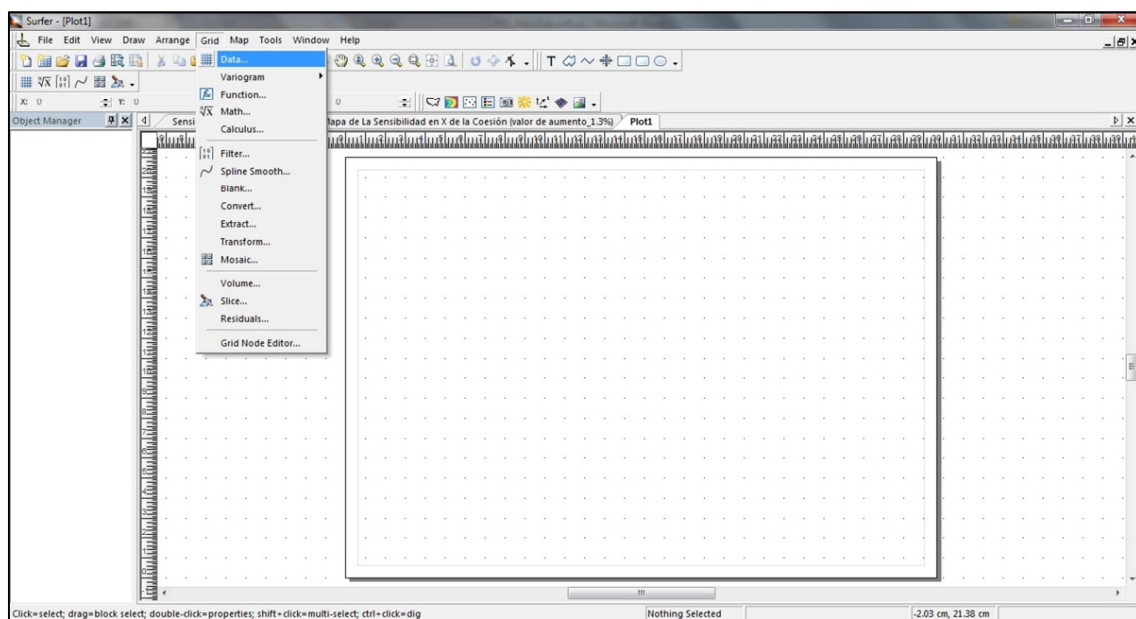 Surfer - [Plot1]
File Edit View Draw Arrange Grid Map Tools Window Help
Data...
Variogram
Function...
Math...
Calculus...
Filter...
Spline Smooth...
Blank...
Convert...
Extract...
Transform...
Mosaic...
Volume...
Slice...
Residuals...
Grid Node Editor...
X: 0 Y: 0 0
Object Manager
Sensi
apa de La Sensibilidad en X de la Coesión (valor de aumento_1.3%) Plot1
Click=select; drag=block select; double-click=properties; shift+click=multi-select; ctrl+click=dig
Nothing Selected
-2.03 cm, 21.38 cm